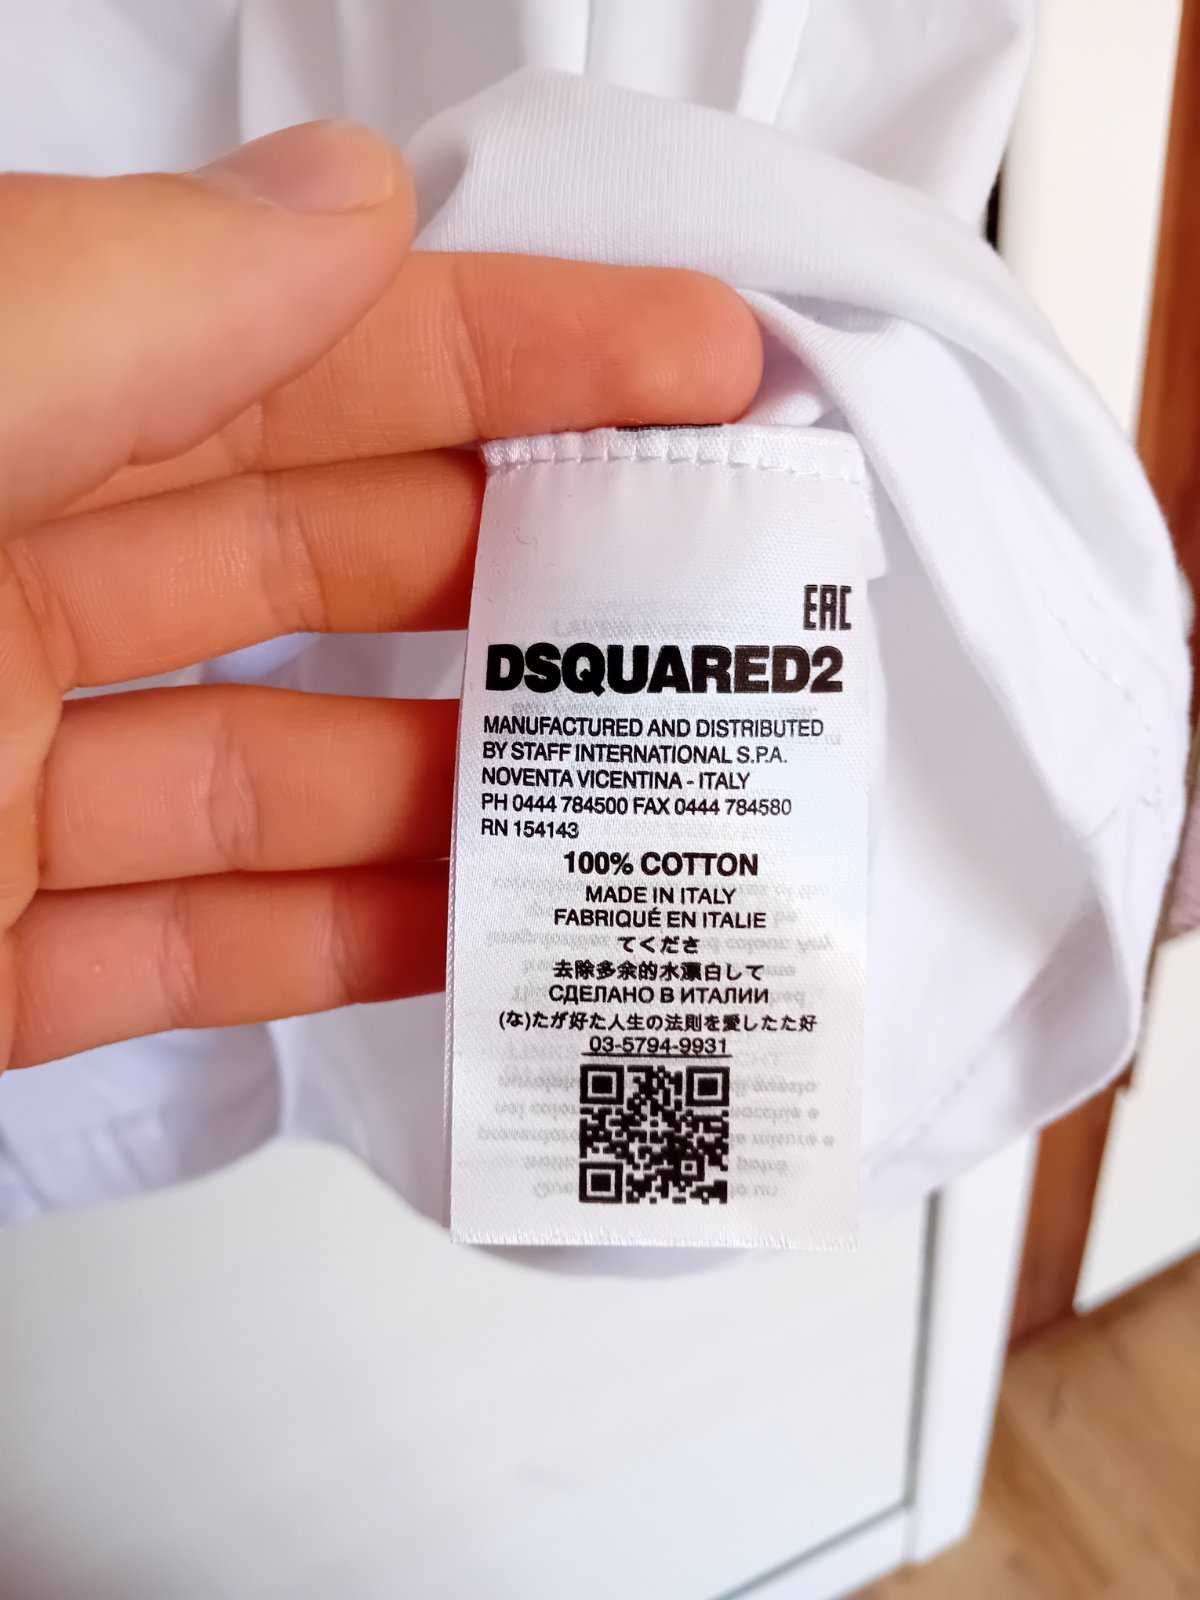 EAC
DSQUARED2
MANUFACTURED AND DISTRIBUTED
BY STAFF INTERNATIONAL S.P.A.
NOVENTA VICENTINA - ITALY
PH 0444 784500 FAX 0444 784580
RN 154143
100% COTTON
MADE IN ITALY
FABRIQUÉ EN ITALIE
てくださ
去除多余的水漂白して
СДЕЛАНО В ИТАЛИИ
(な)たが好た人生の法則を愛したた好
03-5794-9931